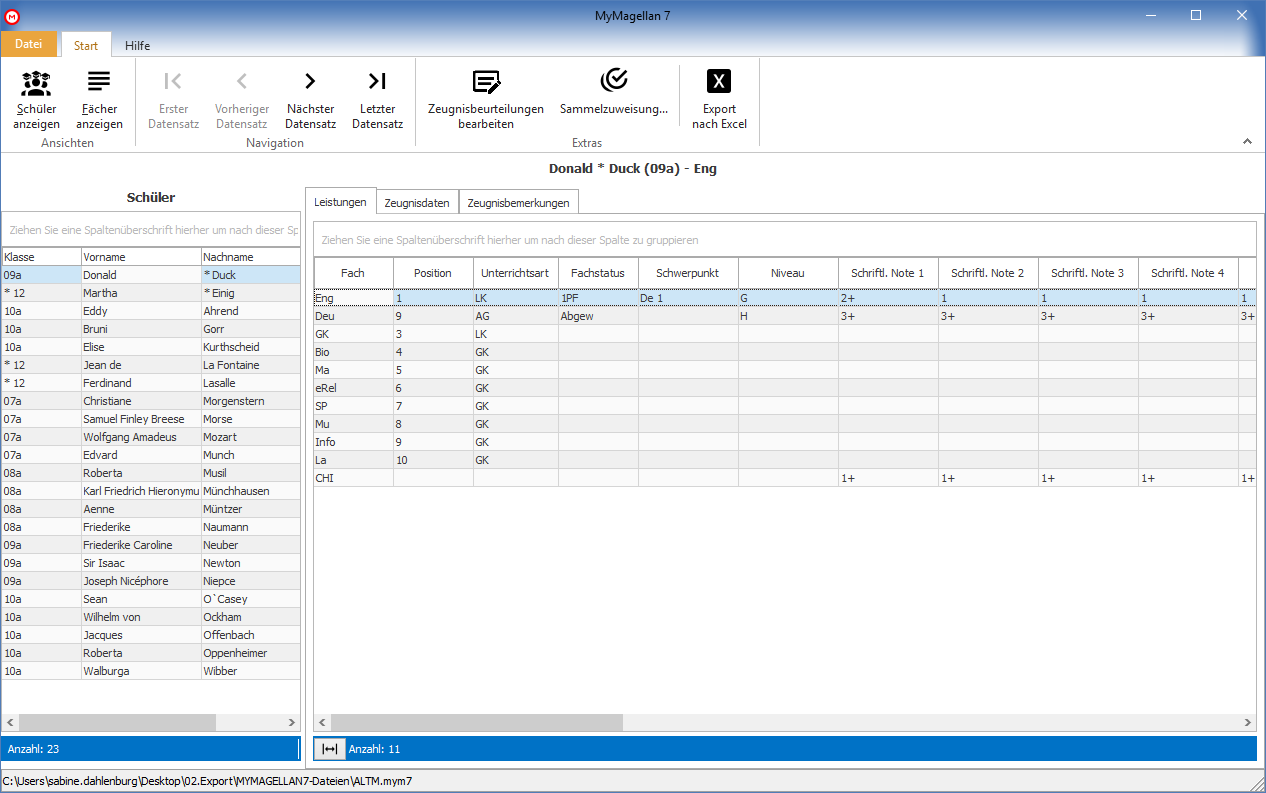 MyMagellan 7
Datei Start Hilfe
Schüler anzeigen
Fächer anzeigen
Erster Datensatz
Vorheriger Datensatz
Nächster Datensatz
Letzter Datensatz
Zeugnisbeurteilungen bearbeiten
Sammelzuweisung...
X
Export nach Excel
Ansichten Navigation Extras
Donald * Duck (09a) - Eng
Schüler
Ziehen Sie eine Spaltenüberschrift hierher um nach dieser Sp
Klasse Vorname Nachname
09a Donald * Duck
* 12 Martha * Einig
10a Eddy Ahrend
10a Bruni Gorr
10a Elise Kurthscheid
* 12 Jean de La Fontaine
* 12 Ferdinand Lasalle
07a Christiane Morgenstern
07a Samuel Finley Breese Morse
07a Wolfgang Amadeus Mozart
07a Edvard Munch
08a Roberta Musil
08a Karl Friedrich Hieronymu Münchhausen
08a Aenne Müntzer
08a Friederike Naumann
09a Friederike Caroline Neuber
09a Sir Isaac Newton
09a Joseph Nicéphore Niepce
10a Sean O`Casey
10a Wilhelm von Ockham
10a Jacques Offenbach
10a Roberta Oppenheimer
10a Walburga Wibber
Anzahl: 23
Leistungen Zeugnisdaten Zeugnisbemerkungen
Ziehen Sie eine Spaltenüberschrift hierher um nach dieser Spalte zu gruppieren
Fach Position Unterrichtsart Fachstatus Schwerpunkt Niveau Schriftl. Note 1 Schriftl. Note 2 Schriftl. Note 3 Schriftl. Note 4
Eng 1 LK 1PF De 1 G 2+ 1 1 1 1
Deu 9 AG Abgew H 3+ 3+ 3+ 3+ 3+
GK 3 LK
Bio 4 GK
Ma 5 GK
eRel 6 GK
SP 7 GK
Mu 8 GK
Info 9 GK
La 10 GK
CHI 1+ 1+ 1+ 1+ 1+
Anzahl: 11
C:\Users\sabine.dahlenburg\Desktop\02.Export\MYMAGELLAN7-Dateien\ALTM.mym7